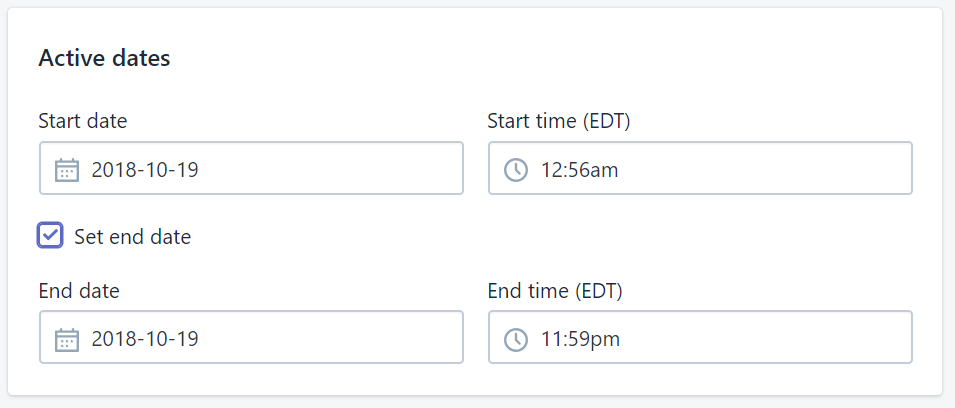 Active dates
Start date
Start time (EDT)
2018-10-19
12:56am
Set end date
End date
End time (EDT)
2018-10-19
11:59pm